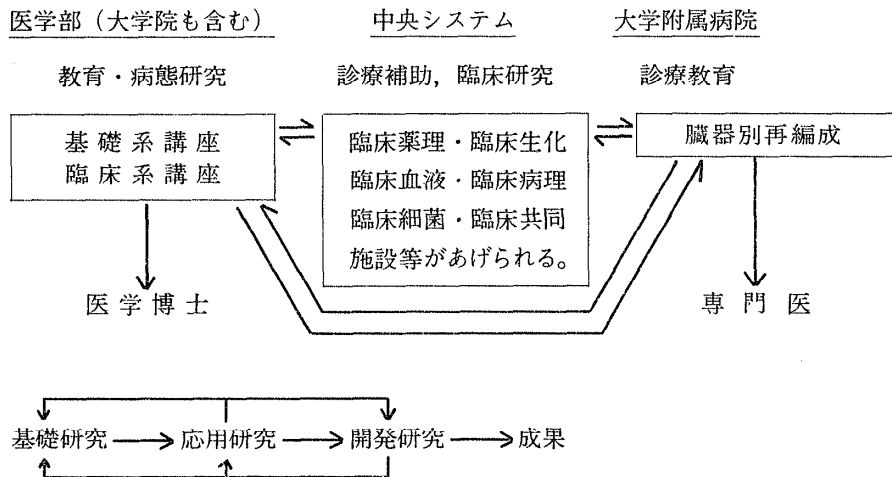 医学部（大学院も含む）
教育・病態研究
基礎系講座
臨床系講座
医学博士
中央システム
診療補助，臨床研究
臨床薬理・臨床生化
臨床血液・臨床病理
臨床細菌・臨床共同
施設等があげられる。
大学附属病院
診療教育
臓器別再編成
専門医
基礎研究→応用研究→開発研究→成果